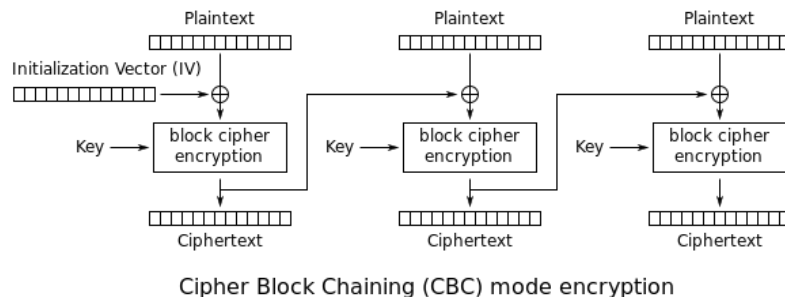 Plaintext
Plaintext
Plaintext
Initialization Vector (IV)
Key
block cipher
encryption
Key
block cipher
encryption
Key
block cipher
encryption
Ciphertext
Ciphertext
Ciphertext
Cipher Block Chaining (CBC) mode encryption